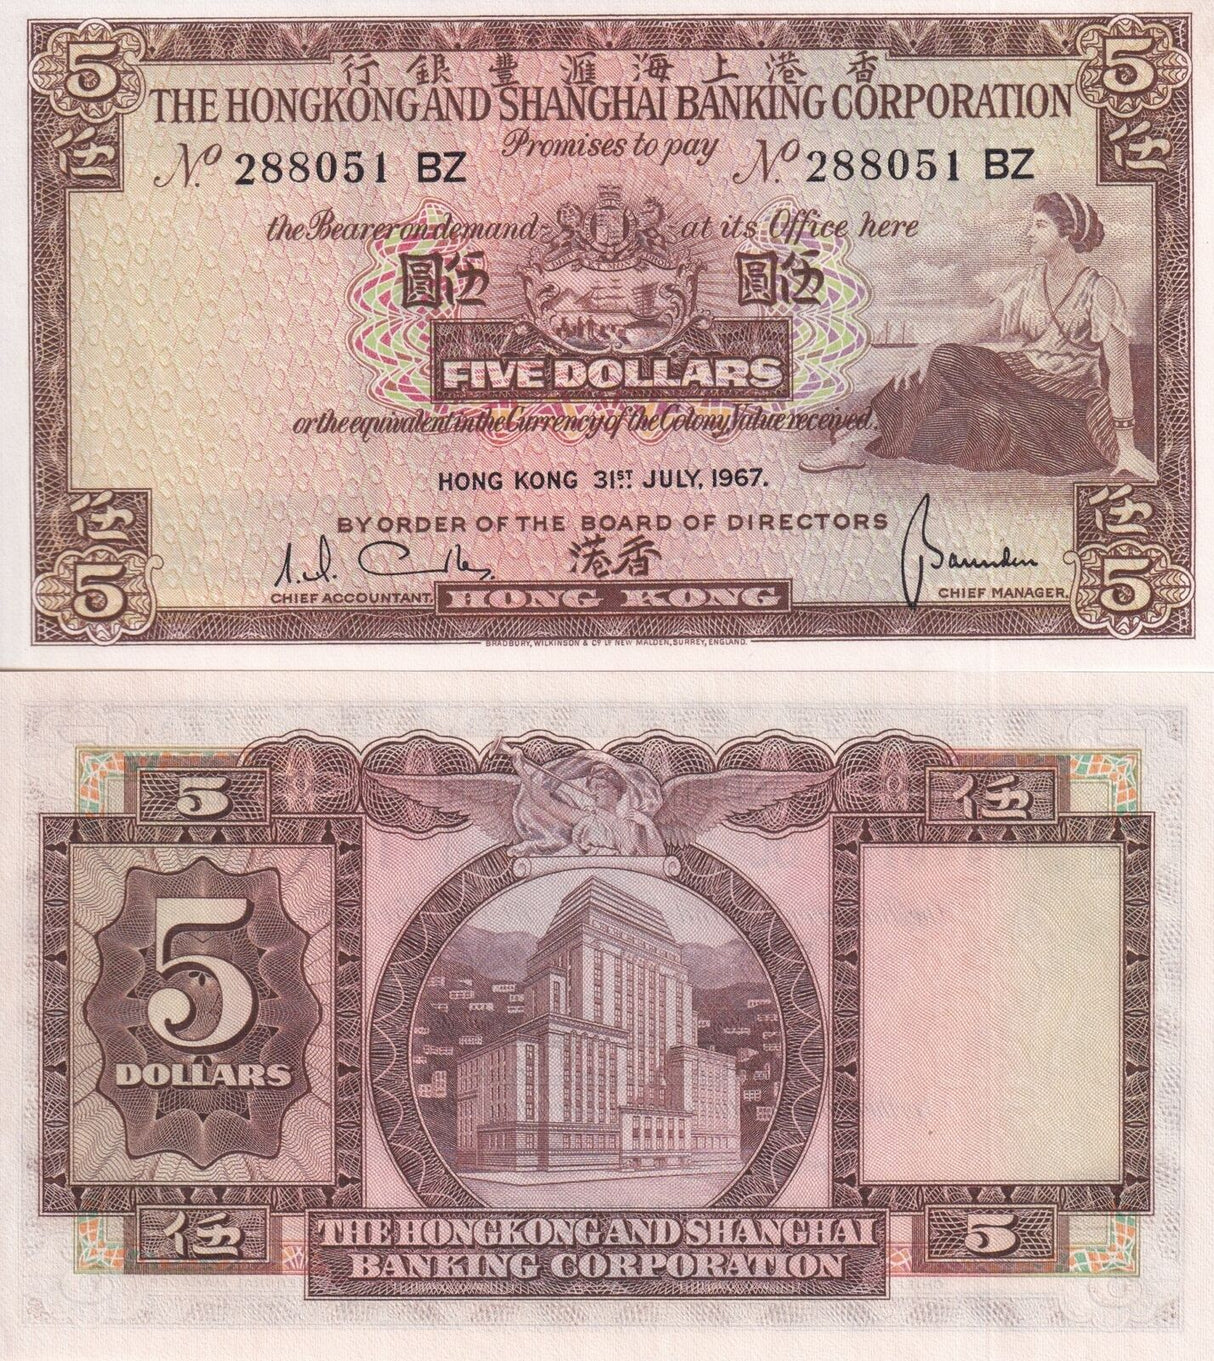 5 行銀豐滙海上港香 5
THE HONGKONG AND SHANGHAI BANKING CORPORATION
伍 Promises to pay 伍
Nº 288051 BZ Nº 288051 BZ
the Bearer on demand at its Office here
圓伍 圓伍
FIVE DOLLARS
or the equivalent in the Currency of the Colony Value received.
HONG KONG 31ST JULY, 1967.
伍 BY ORDER OF THE BOARD OF DIRECTORS 伍
港香
5 CHIEF ACCOUNTANT. HONG KONG CHIEF MANAGER. 5
BRADBURY, WILKINSON & Cº Lᵈ NEW MALDEN, SURREY, ENGLAND.
5 伍
5
DOLLARS
伍 5
THE HONGKONG AND SHANGHAI
BANKING CORPORATION